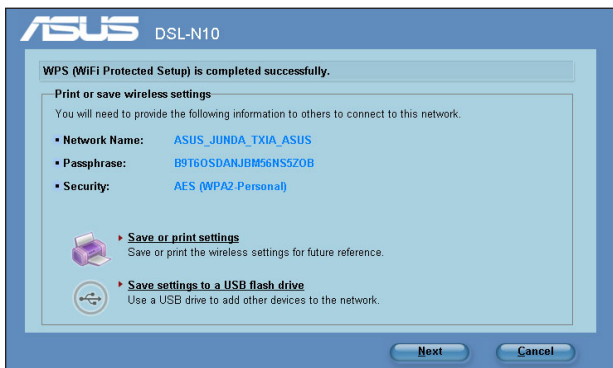 ASUS DSL-N10
WPS (WiFi Protected Setup) is completed successfully.
Print or save wireless settings
You will need to provide the following information to others to connect to this network.
▪ Network Name: ASUS_JUNDA_TXIA_ASUS
▪ Passphrase: B9T6OSDANJBM56NS5ZOB
▪ Security: AES (WPA2-Personal)
Save or print settings
Save or print the wireless settings for future reference.
Save settings to a USB flash drive
Use a USB drive to add other devices to the network.
Next Cancel